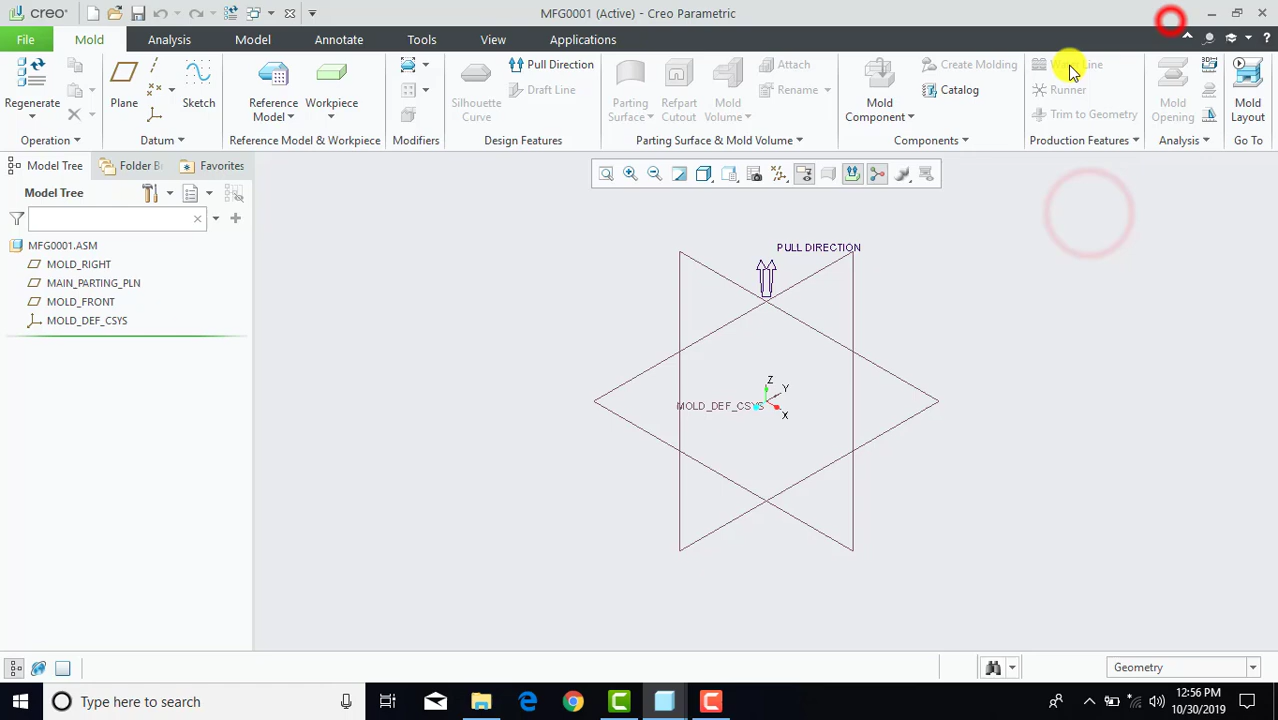 creo
MFG0001 (Active) - Creo Parametric
File
Mold
Analysis
Model
Annotate
Tools
View
Applications
Regenerate
Operation
Plane
Sketch
Datum
Reference Model
Workpiece
Reference Model & Workpiece
Modifiers
Silhouette Curve
Pull Direction
Draft Line
Design Features
Parting Surface
Refpart Cutout
Mold Volume
Attach
Rename
Parting Surface & Mold Volume
Mold Component
Create Molding
Catalog
Components
Line
Runner
Trim to Geometry
Production Features
Mold Opening
Analysis
Mold Layout
Go To
Model Tree
Folder B
Favorites
Model Tree
MFG0001.ASM
MOLD_RIGHT
MAIN_PARTING_PLN
MOLD_FRONT
MOLD_DEF_CSYS
PULL DIRECTION
Z
Y
MOLD_DEF_CSYS
X
Geometry
Type here to search
12:56 PM
10/30/2019